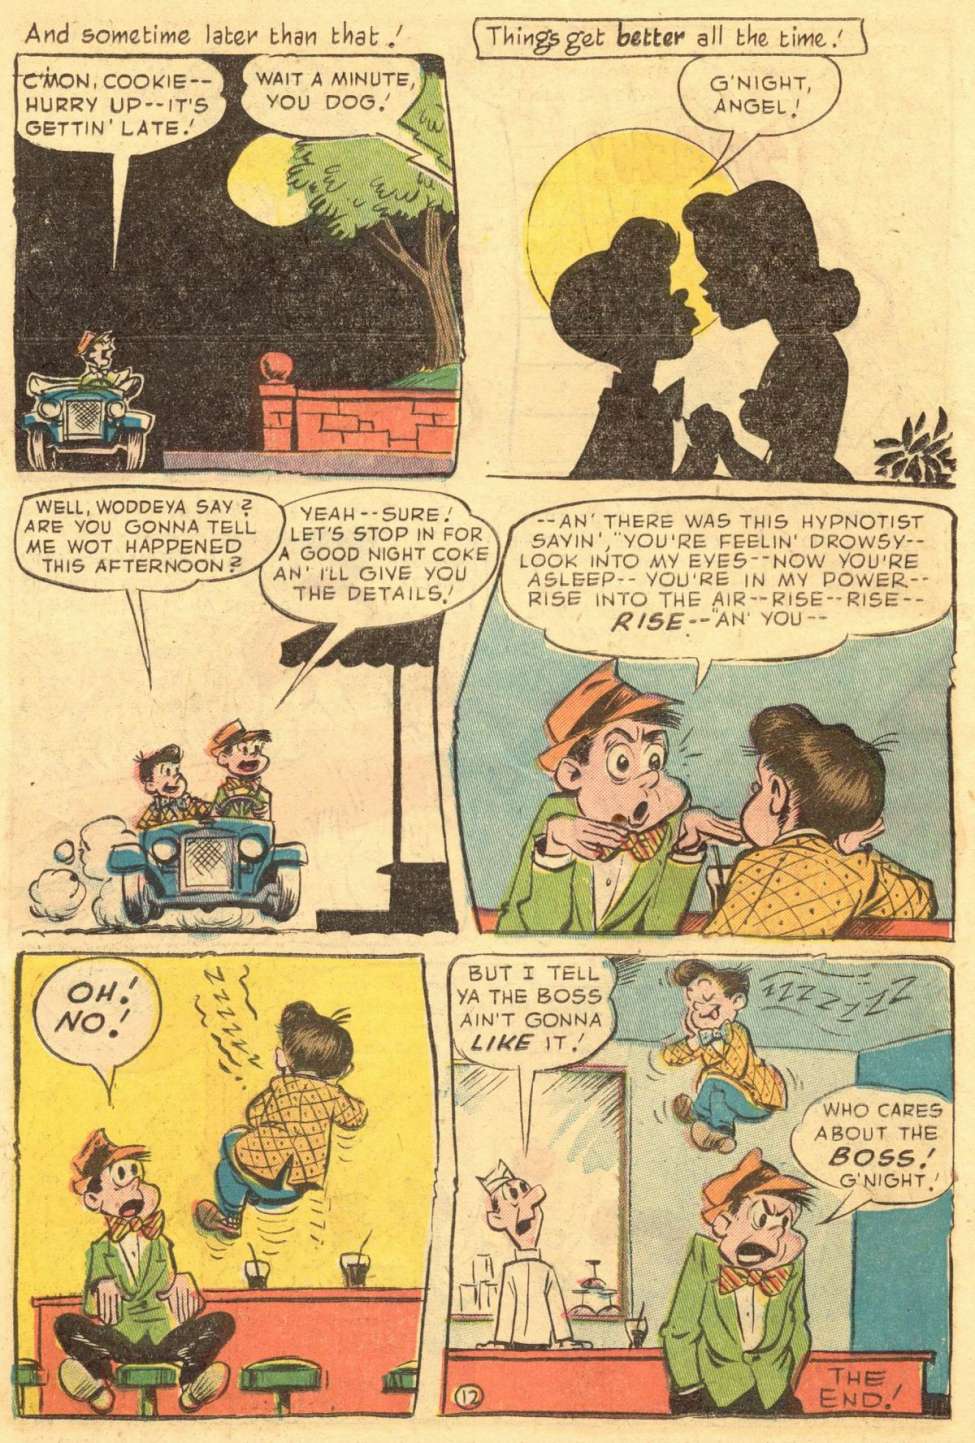 And sometime later than that!
C'MON, COOKIE--
HURRY UP--IT'S
GETTIN' LATE!
WAIT A MINUTE,
YOU DOG!
Things get better all the time!
G'NIGHT,
ANGEL!
WELL, WODDEYA SAY?
ARE YOU GONNA TELL
ME WOT HAPPENED
THIS AFTERNOON?
YEAH--SURE!
LET'S STOP IN FOR
A GOOD NIGHT COKE
AN' I'LL GIVE YOU
THE DETAILS!
--AN' THERE WAS THIS HYPNOTIST
SAYIN', "YOU'RE FEELIN' DROWSY--
LOOK INTO MY EYES--NOW YOU'RE
ASLEEP--YOU'RE IN MY POWER--
RISE INTO THE AIR--RISE--RISE--
RISE--"AN' YOU--
OH!
NO!
ZZZZZZZ
BUT I TELL
YA THE BOSS
AIN'T GONNA
LIKE IT!
ZZZZZZZ
WHO CARES
ABOUT THE
BOSS!
G'NIGHT!
12
THE
END!